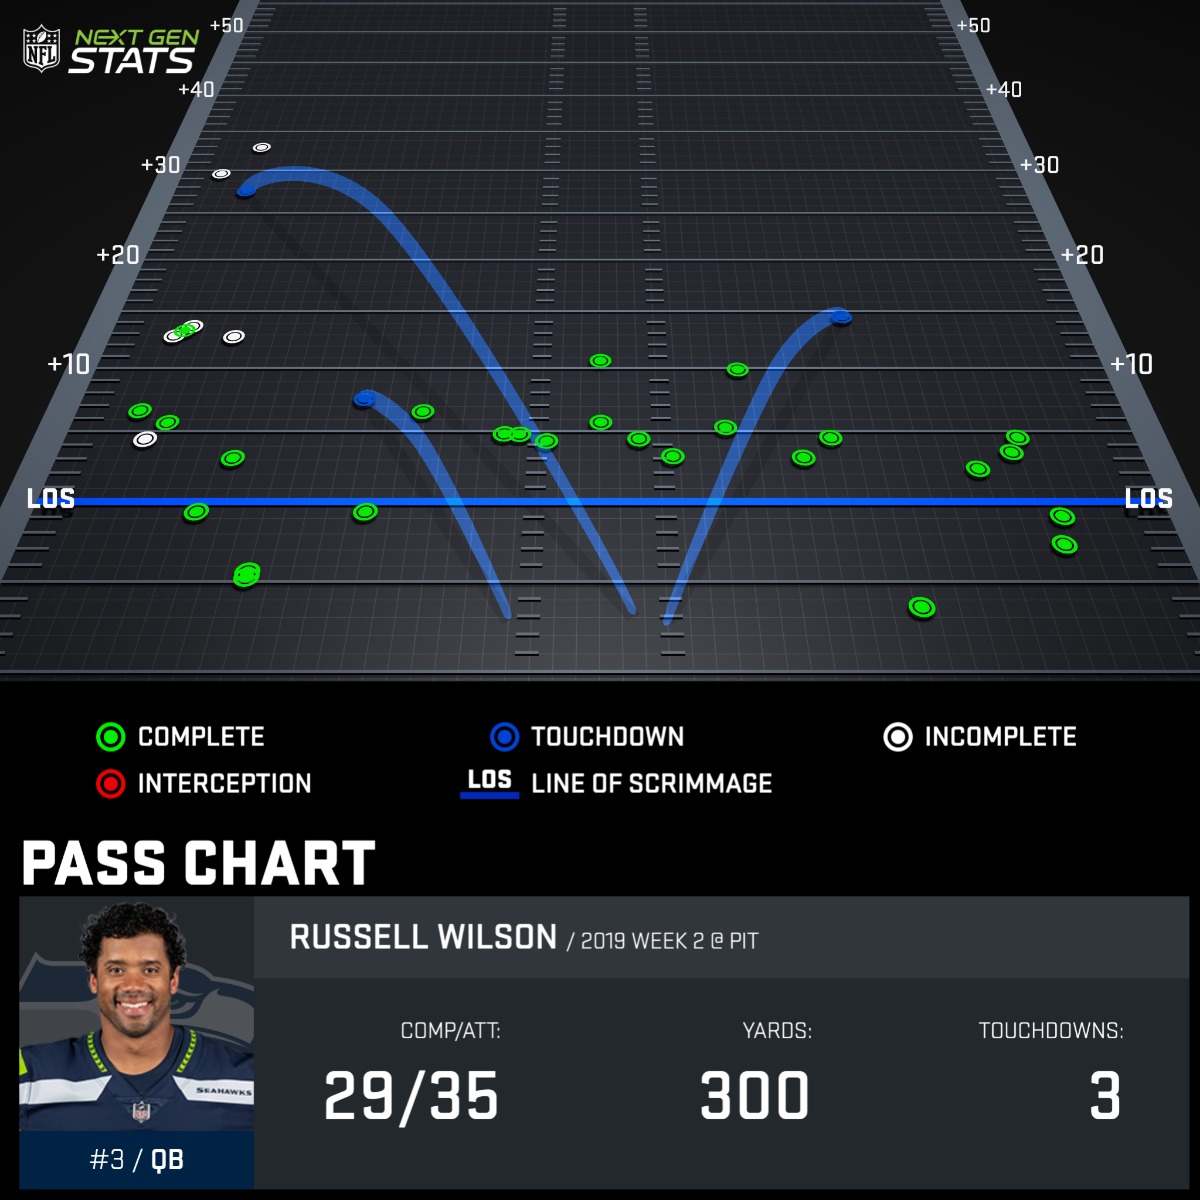 NFL
NEXT GEN
STATS
+50 +50
+40 +40
+30 +30
+20 +20
+10 +10
LOS LOS
COMPLETE TOUCHDOWN INCOMPLETE
INTERCEPTION LOS LINE OF SCRIMMAGE
PASS CHART
RUSSELL WILSON / 2019 WEEK 2 @ PIT
COMP/ATT: YARDS: TOUCHDOWNS:
29/35 300 3
SEAHAWKS
#3 / QB